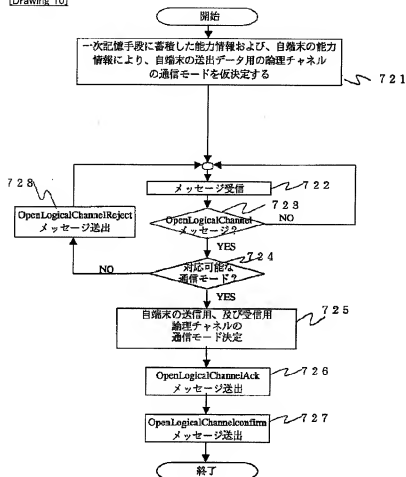 [Drawing 10]
開始
一次記憶手段に蓄積した能力情報および、自端末の能力
情報により、自端末の送出データ用の論理チャネル
の通信モードを仮決定する
721
728
メッセージ受信
722
723
OpenLogicalChannelReject
メッセージ送出
OpenLogicalChannel
メッセージ？
NO
YES
724
NO
対応可能な
通信モード？
YES
自端末の送信用、及び受信用
論理チャネルの
通信モード決定
725
OpenLogicalChannelAck
メッセージ送出
726
OpenLogicalChannelconfirm
メッセージ送出
727
終了